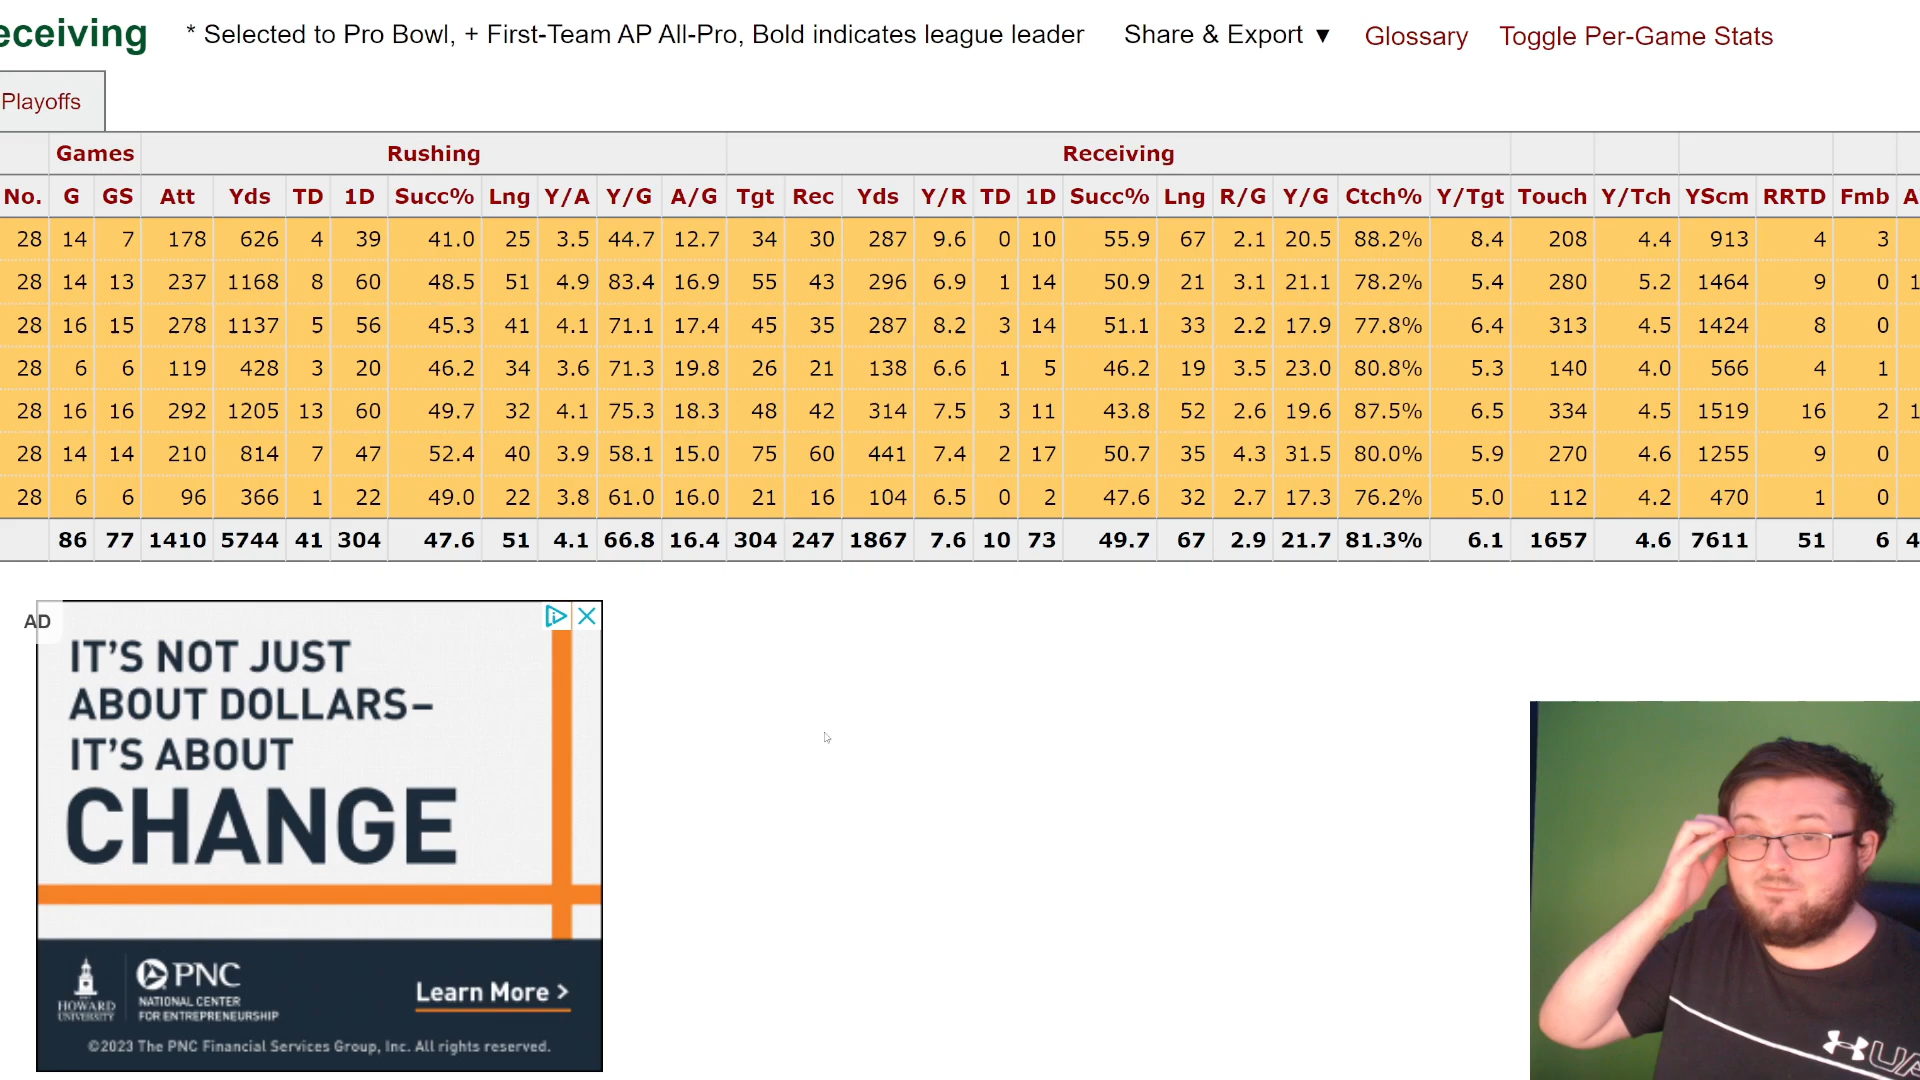 eceiving * Selected to Pro Bowl, + First-Team AP All-Pro, Bold indicates league leader Share & Export ▼ Glossary Toggle Per-Game Stats
Playoffs
Games Rushing Receiving
No. G GS Att Yds TD 1D Succ% Lng Y/A Y/G A/G Tgt Rec Yds Y/R TD 1D Succ% Lng R/G Y/G Ctch% Y/Tgt Touch Y/Tch YScm RRTD Fmb A
28 14 7 178 626 4 39 41.0 25 3.5 44.7 12.7 34 30 287 9.6 0 10 55.9 67 2.1 20.5 88.2% 8.4 208 4.4 913 4 3
28 14 13 237 1168 8 60 48.5 51 4.9 83.4 16.9 55 43 296 6.9 1 14 50.9 21 3.1 21.1 78.2% 5.4 280 5.2 1464 9 0 1
28 16 15 278 1137 5 56 45.3 41 4.1 71.1 17.4 45 35 287 8.2 3 14 51.1 33 2.2 17.9 77.8% 6.4 313 4.5 1424 8 0
28 6 6 119 428 3 20 46.2 34 3.6 71.3 19.8 26 21 138 6.6 1 5 46.2 19 3.5 23.0 80.8% 5.3 140 4.0 566 4 1
28 16 16 292 1205 13 60 49.7 32 4.1 75.3 18.3 48 42 314 7.5 3 11 43.8 52 2.6 19.6 87.5% 6.5 334 4.5 1519 16 2 1
28 14 14 210 814 7 47 52.4 40 3.9 58.1 15.0 75 60 441 7.4 2 17 50.7 35 4.3 31.5 80.0% 5.9 270 4.6 1255 9 0
28 6 6 96 366 1 22 49.0 22 3.8 61.0 16.0 21 16 104 6.5 0 2 47.6 32 2.7 17.3 76.2% 5.0 112 4.2 470 1 0
86 77 1410 5744 41 304 47.6 51 4.1 66.8 16.4 304 247 1867 7.6 10 73 49.7 67 2.9 21.7 81.3% 6.1 1657 4.6 7611 51 6 4
AD
IT'S NOT JUST
ABOUT DOLLARS–
IT'S ABOUT
CHANGE
HOWARD
UNIVERSITY
PNC
NATIONAL CENTER
FOR ENTREPRENEURSHIP
Learn More >
©2023 The PNC Financial Services Group, Inc. All rights reserved.
UA